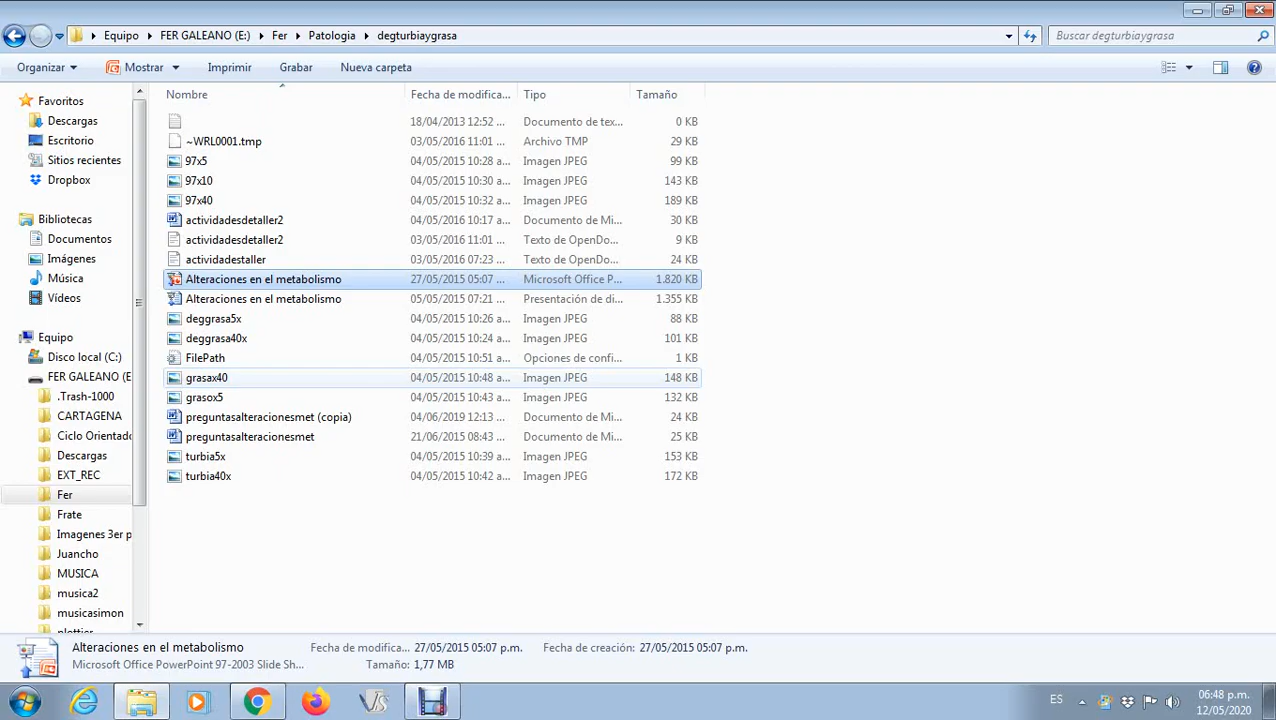 Equipo FER GALEANO (E:) Fer Patologia degturbiaygrasa Buscar degturbiaygrasa
Organizar Mostrar Imprimir Grabar Nueva carpeta
Nombre Fecha de modifica... Tipo Tamaño
Favoritos
Descargas
Escritorio
Sitios recientes
Dropbox
Bibliotecas
Documentos
Imágenes
Música
Vídeos
Equipo
Disco local (C:)
FER GALEANO (E
.Trash-1000
CARTAGENA
Ciclo Orientado
Descargas
EXT_REC
Fer
Frate
Imagenes 3er p
Juancho
MUSICA
musica2
musicasimon
plottier
18/04/2013 12:52 ... Documento de tex... 0 KB
~WRL0001.tmp 03/05/2016 11:01 ... Archivo TMP 29 KB
97x5 04/05/2015 10:28 a... Imagen JPEG 99 KB
97x10 04/05/2015 10:30 a... Imagen JPEG 143 KB
97x40 04/05/2015 10:32 a... Imagen JPEG 189 KB
actividadesdetaller2 04/05/2016 10:17 a... Documento de Mi... 30 KB
actividadesdetaller2 03/05/2016 11:01 ... Texto de OpenDo... 9 KB
actividadestaller 03/05/2016 07:23 ... Texto de OpenDo... 24 KB
Alteraciones en el metabolismo 27/05/2015 05:07 ... Microsoft Office P... 1.820 KB
Alteraciones en el metabolismo 05/05/2015 07:21 ... Presentación de di... 1.355 KB
deggrasa5x 04/05/2015 10:26 a... Imagen JPEG 88 KB
deggrasa40x 04/05/2015 10:24 a... Imagen JPEG 101 KB
FilePath 04/05/2015 10:51 a... Opciones de confi... 1 KB
grasax40 04/05/2015 10:48 a... Imagen JPEG 148 KB
grasox5 04/05/2015 10:43 a... Imagen JPEG 132 KB
preguntasalteracionesmet (copia) 04/06/2019 12:13 ... Documento de Mi... 24 KB
preguntasalteracionesmet 21/06/2015 08:43 ... Documento de Mi... 25 KB
turbia5x 04/05/2015 10:39 a... Imagen JPEG 153 KB
turbia40x 04/05/2015 10:42 a... Imagen JPEG 172 KB
Alteraciones en el metabolismo Fecha de modifica... 27/05/2015 05:07 p.m. Fecha de creación: 27/05/2015 05:07 p.m.
Microsoft Office PowerPoint 97-2003 Slide Sh... Tamaño: 1,77 MB
ES 06:48 p.m.
12/05/2020